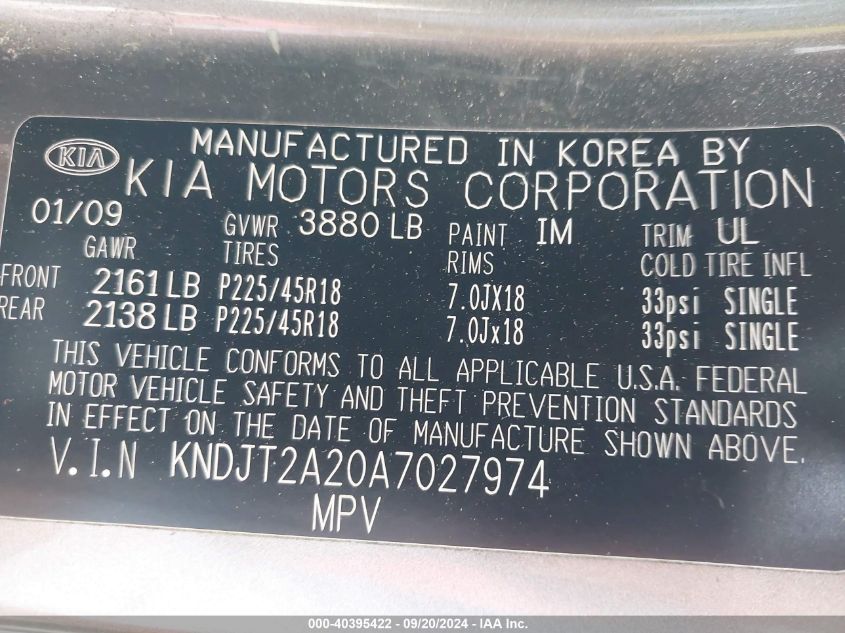 MANUFACTURED IN KOREA BY
KIA KIA MOTORS CORPORATION
01/09 GVWR 3880 LB PAINT IM TRIM UL
GAWR TIRES RIMS COLD TIRE INFL
FRONT 2161 LB P225/45R18 7.0JX18 33psi SINGLE
REAR 2138 LB P225/45R18 7.0Jx18 33psi SINGLE
THIS VEHICLE CONFORMS TO ALL APPLICABLE U.S.A. FEDERAL
MOTOR VEHICLE SAFETY AND THEFT PREVENTION STANDARDS
IN EFFECT ON THE DATE OF MANUFACTURE SHOWN ABOVE.
V.I.N KNDJT2A20A7027974
MPV
000-40395422 - 09/20/2024 - IAA Inc.